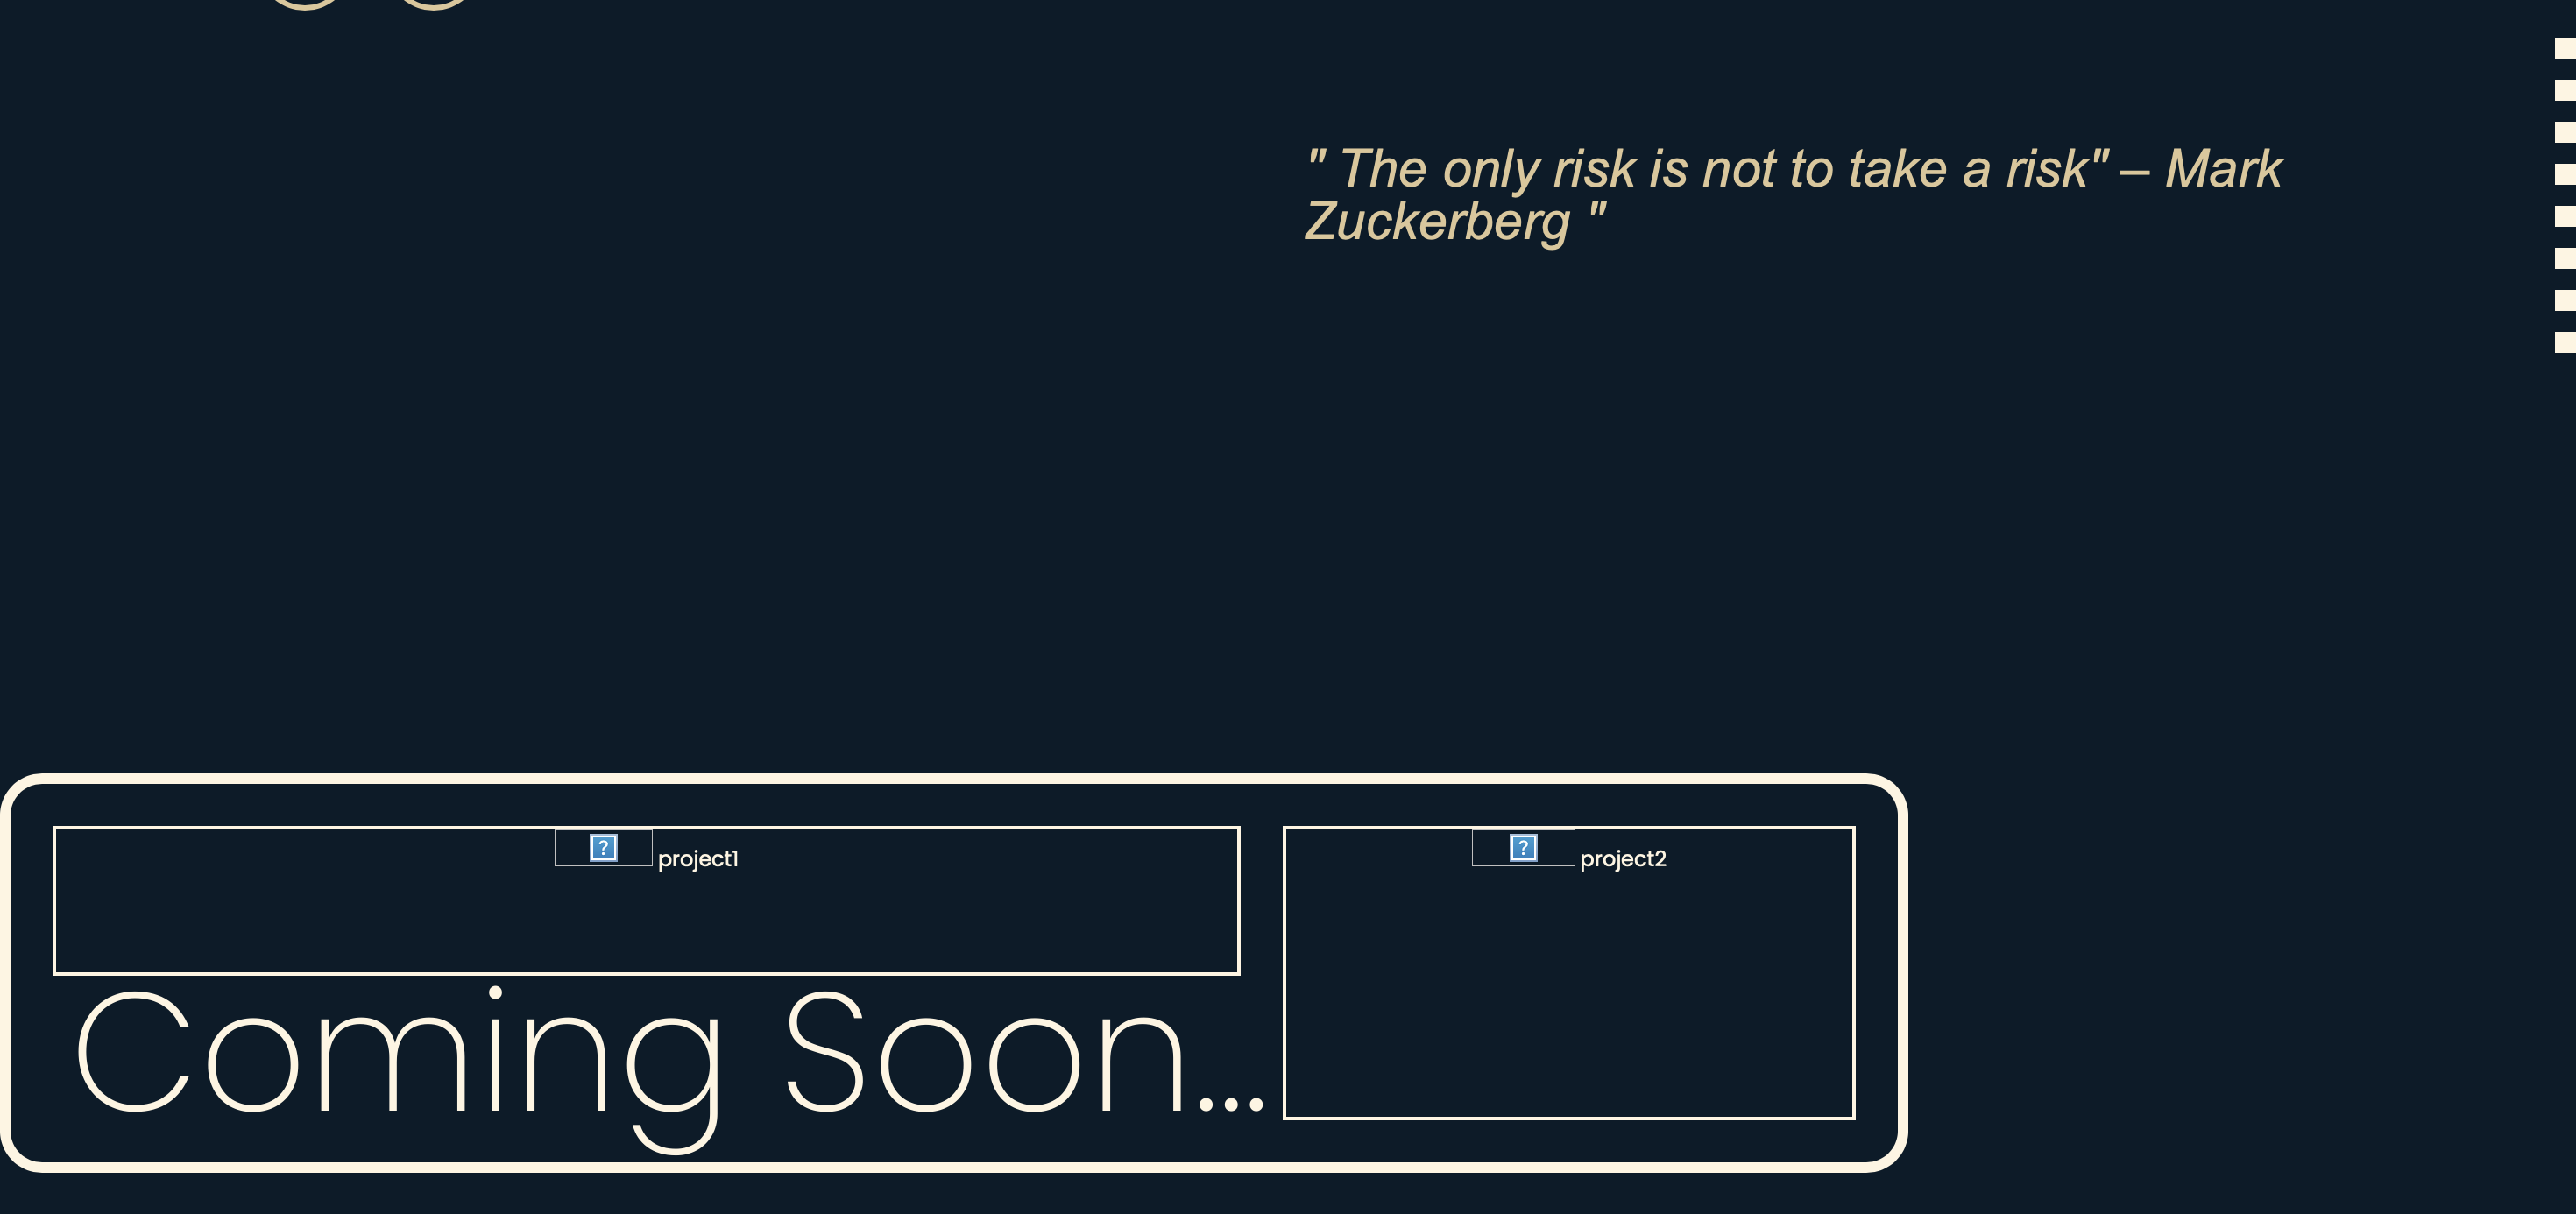 " The only risk is not to take a risk" – Mark
Zuckerberg "
? project1
? project2
Coming Soon...